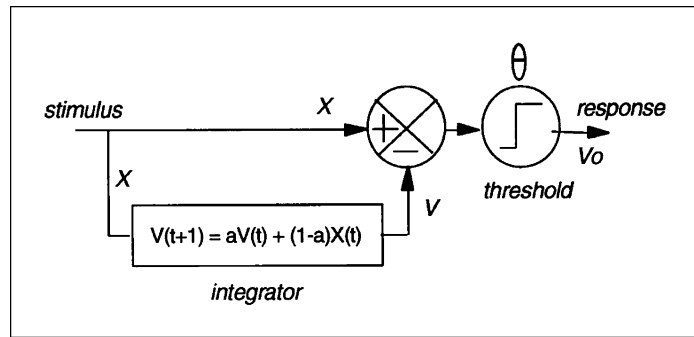 θ
stimulus
X
response
+
−
Vo
X
threshold
V
V(t+1) = aV(t) + (1-a)X(t)
integrator